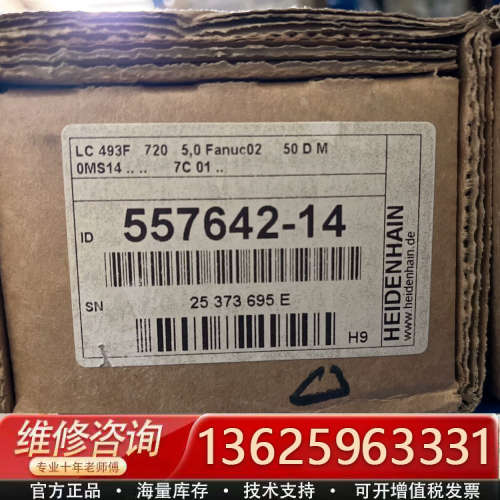 LC 493F 720 5,0 Fanuc02 50 D M
0MS14 .. .. 7C 01 ..
ID 557642-14
SN 25 373 695 E
H9
HEIDENHAIN
www.heidenhain.de
维修咨询 13625963331
专业十年老师傅
官方正品 · 海量库存 · 技术支持 · 可开增值税发票